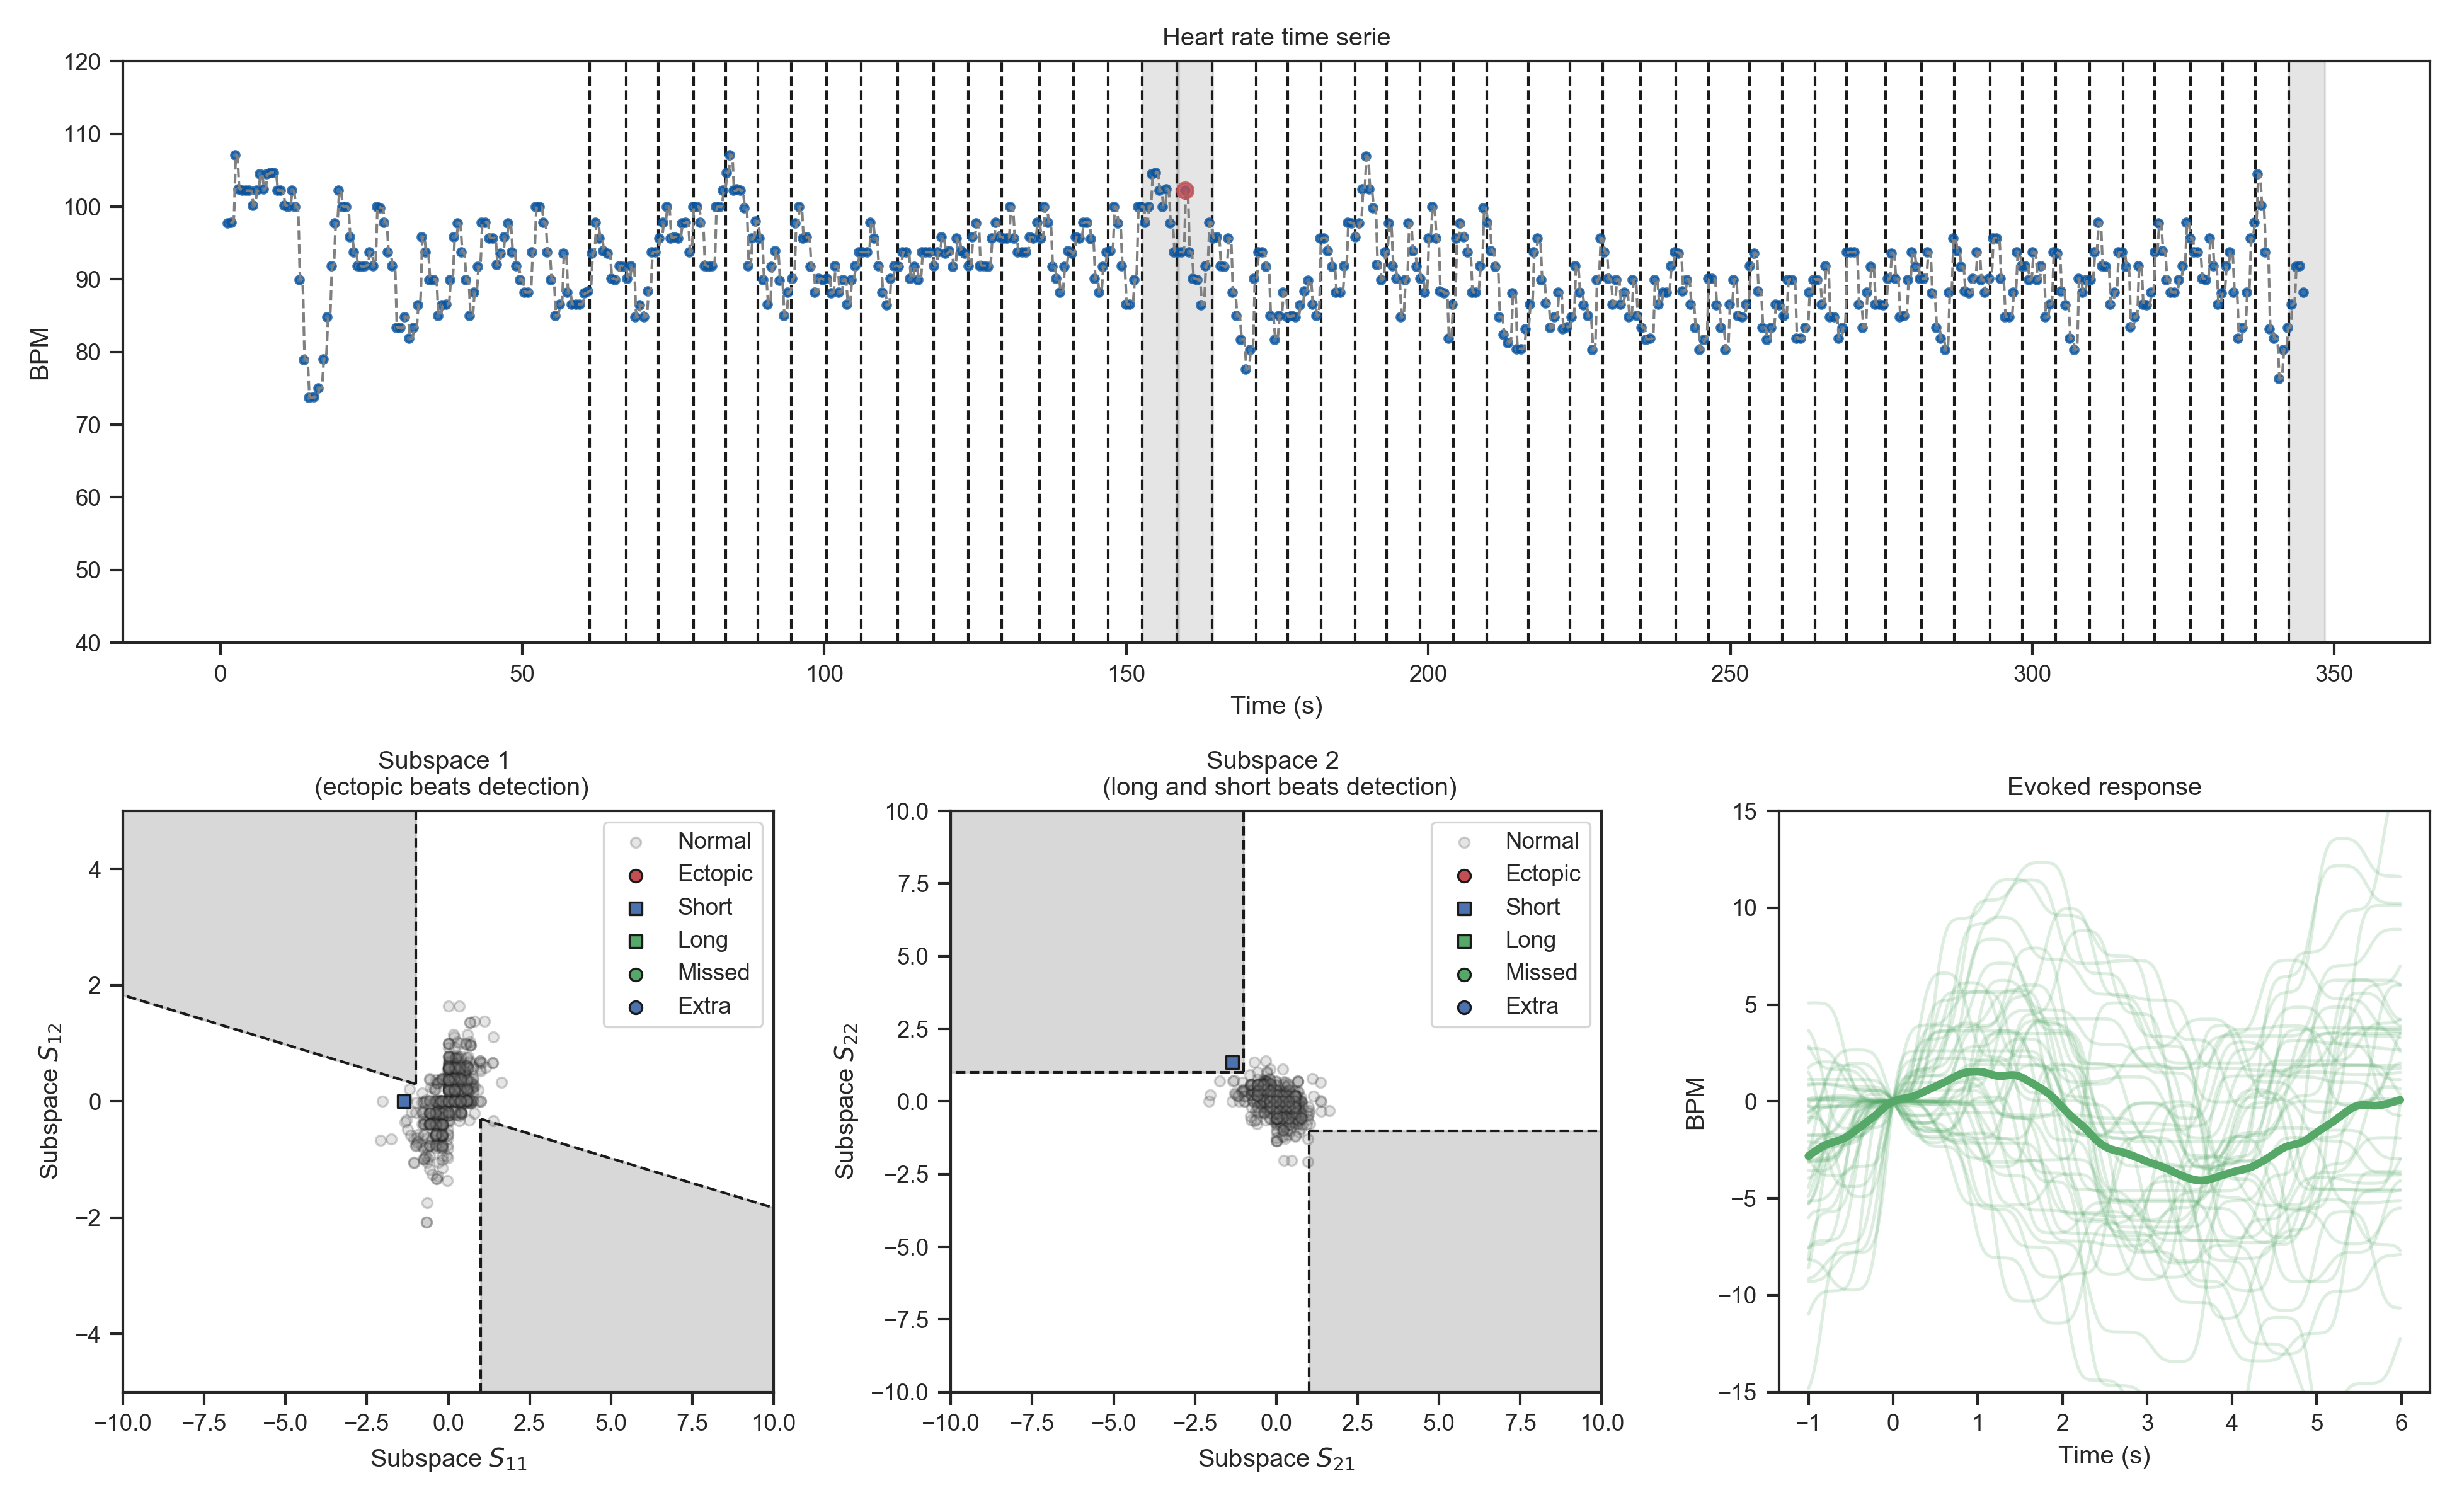 Heart rate time serie
120
110
100
90
80
70
60
50
40
BPM
0 50 100 150 200 250 300 350
Time (s)
Subspace 1
(ectopic beats detection)
4
2
0
−2
−4
Subspace S12
Normal
Ectopic
Short
Long
Missed
Extra
−10.0 −7.5 −5.0 −2.5 0.0 2.5 5.0 7.5 10.0
Subspace S11
Subspace 2
(long and short beats detection)
10.0
7.5
5.0
2.5
0.0
−2.5
−5.0
−7.5
−10.0
Subspace S22
Normal
Ectopic
Short
Long
Missed
Extra
−10.0 −7.5 −5.0 −2.5 0.0 2.5 5.0 7.5 10.0
Subspace S21
Evoked response
15
10
5
0
−5
−10
−15
BPM
−1 0 1 2 3 4 5 6
Time (s)